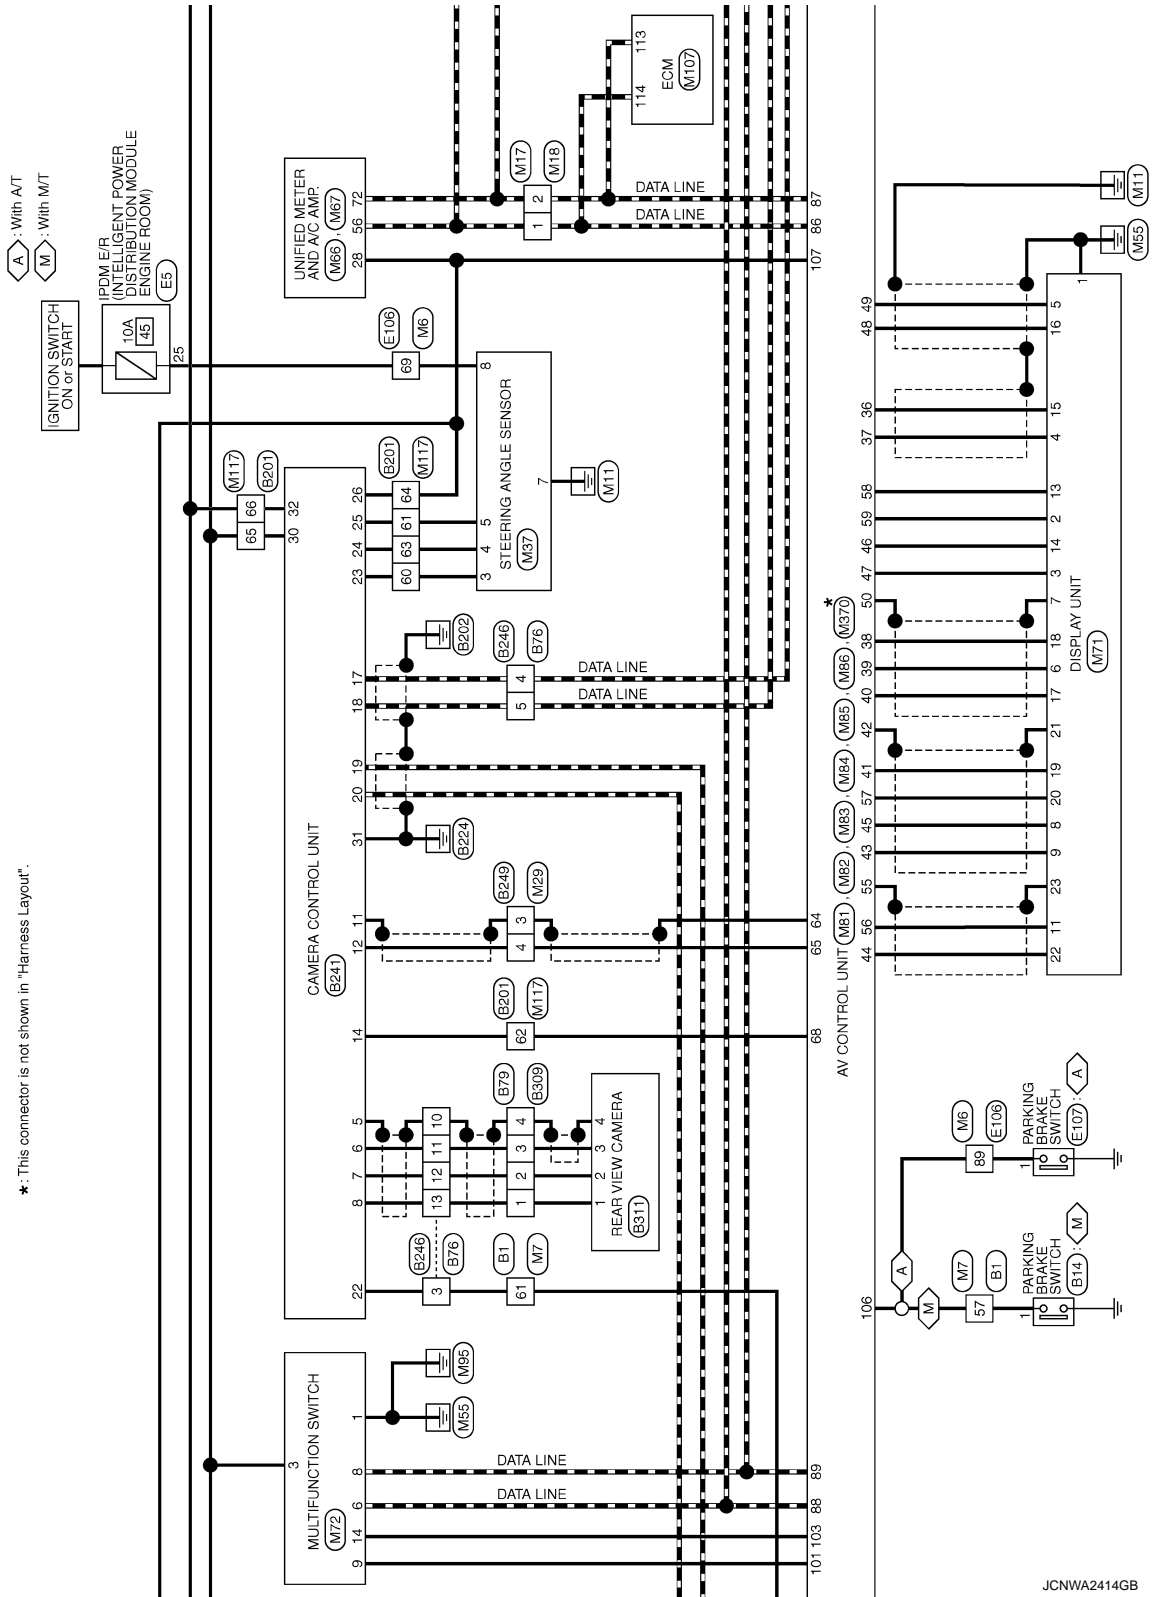 A : With A/T
M : With M/T
IGNITION SWITCH
ON or START
IPDM E/R
(INTELLIGENT POWER
DISTRIBUTION MODULE
ENGINE ROOM)
E5
10A
45
25
*: This connector is not shown in "Harness Layout".
MULTIFUNCTION SWITCH
M72
3
9 14 6 8 1
DATA LINE
DATA LINE
M55
M95
101 103 88 89
CAMERA CONTROL UNIT
B241
30 32
65 66
M117
B201
22 8 7 6 5 14 12 11 31 20 19 18 17 23 24 25 26
3 13 12 11 10
B246
B76
61
B1
M7
1 2 3 4
B79
B309
1 2 3 4
REAR VIEW CAMERA
B311
62
B201
M117
68
4 3
B249
M29
65 64
B224
B202
5 4
B246
B76
DATA LINE
DATA LINE
60 63 61 64
B201
M117
3 4 5
STEERING ANGLE SENSOR
M37
7
8
M11
69
E106
M6
UNIFIED METER
AND A/C AMP.
M66 , M67
28 56 72
1 2
M17
M18
DATA LINE
DATA LINE
107 86 87
ECM
M107
114 113
AV CONTROL UNIT
M81 , M82 , M83 , M84 , M85 , M86 , M370 *
106
A
M
57
M7
B1
1
PARKING
BRAKE
SWITCH
B14 : M
89
M6
E106
1
PARKING
BRAKE
SWITCH
E107 : A
44 56 55 43 45 57 41 42 40 39 38 50 47 46 59 58 37 36 48 49
22 11 23 9 8 20 19 21 17 6 18 7 3 14 2 13 4 15 16 5
1
DISPLAY UNIT
M71
M55
M11
JCNWA2414GB